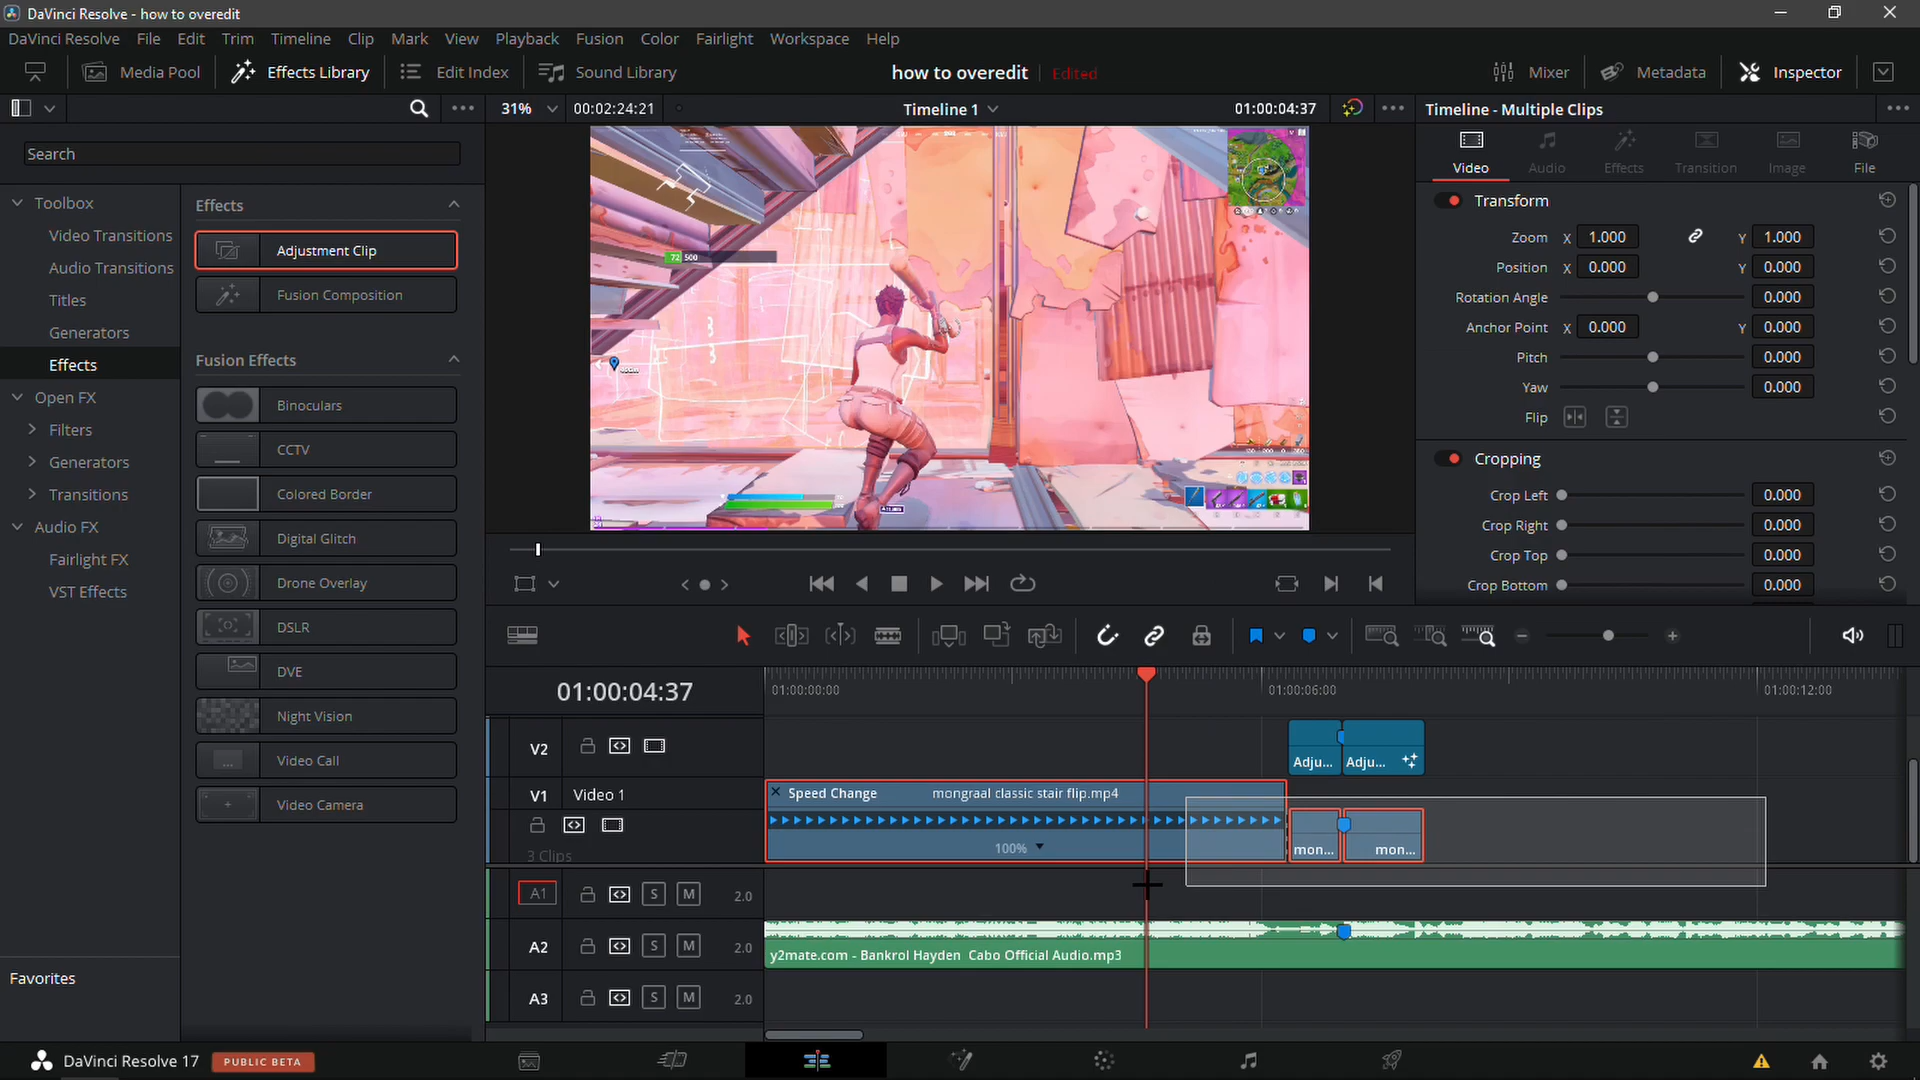 DaVinci Resolve - how to overedit
DaVinci Resolve File Edit Trim Timeline Clip Mark View Playback Fusion Color Fairlight Workspace Help
Media Pool Effects Library Edit Index Sound Library how to overedit Edited Mixer Metadata Inspector
31% 00:02:24:21 Timeline 1 01:00:04:37 Timeline - Multiple Clips
Search
Video Audio Effects Transition Image File
Toolbox
Video Transitions
Audio Transitions
Titles
Generators
Effects
Open FX
Filters
Generators
Transitions
Audio FX
Fairlight FX
VST Effects
Favorites
Effects
Adjustment Clip
Fusion Composition
Fusion Effects
Binoculars
CCTV
Colored Border
Digital Glitch
Drone Overlay
DSLR
DVE
Night Vision
Video Call
Video Camera
72 500
Transform
Zoom X 1.000 Y 1.000
Position X 0.000 Y 0.000
Rotation Angle 0.000
Anchor Point X 0.000 Y 0.000
Pitch 0.000
Yaw 0.000
Flip
Cropping
Crop Left 0.000
Crop Right 0.000
Crop Top 0.000
Crop Bottom 0.000
01:00:04:37 01:00:00:00 01:00:06:00 01:00:12:00
V2
Adju... Adju...
V1 Video 1 Speed Change mongraal classic stair flip.mp4
3 Clips 100% mon... mon...
A1 S M 2.0
A2 S M 2.0 y2mate.com - Bankrol Hayden Cabo Official Audio.mp3
A3 S M 2.0
DaVinci Resolve 17 PUBLIC BETA